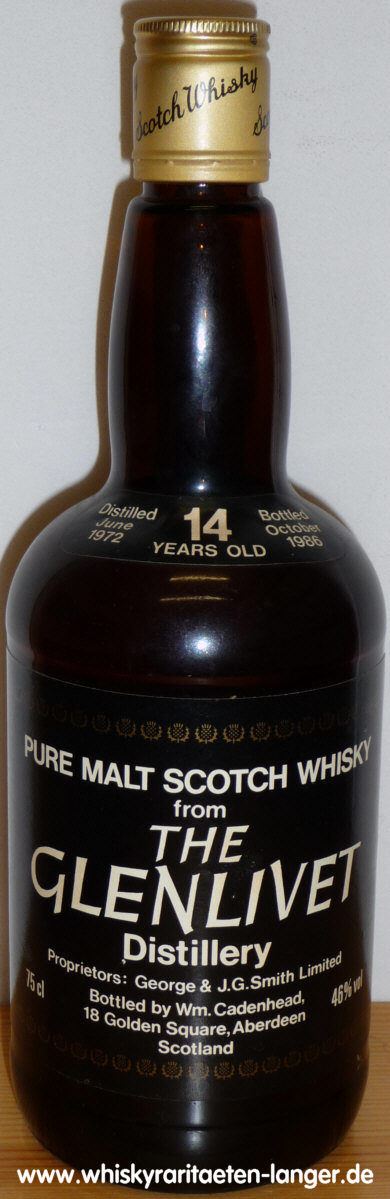 Scotch Whisky
Distilled
June
1972
14
YEARS OLD
Bottled
October
1986
PURE MALT SCOTCH WHISKY
from
THE
GLENLIVET
Distillery
Proprietors: George & J.G.Smith Limited
75 cl
Bottled by Wm. Cadenhead,
46% vol
18 Golden Square, Aberdeen
Scotland
www.whiskyraritaeten-langer.de